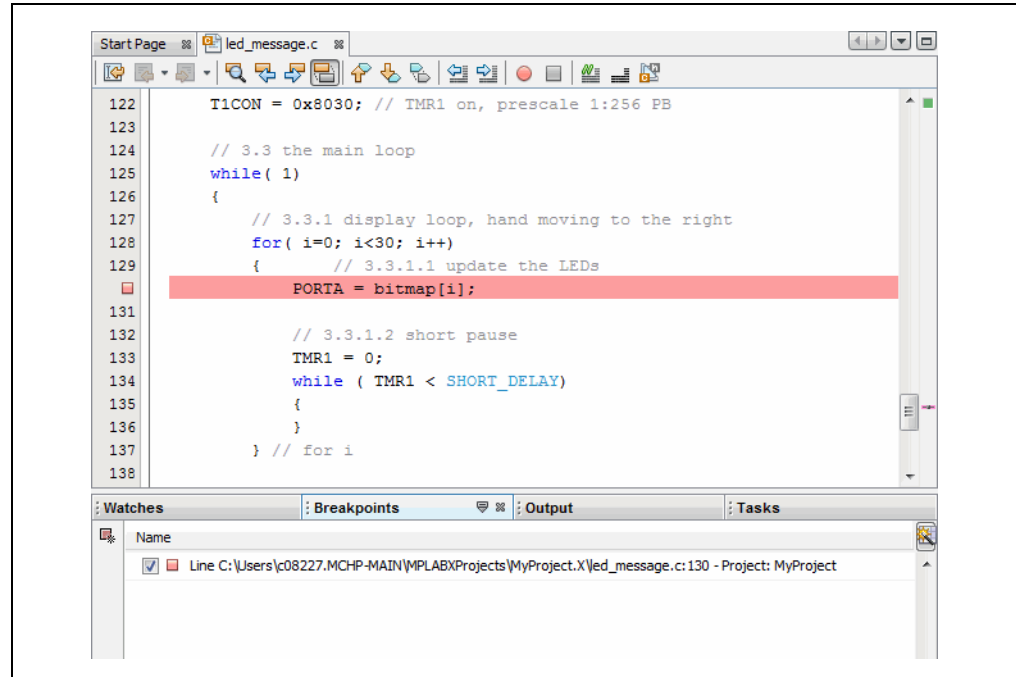 Start Page led_message.c
122 T1CON = 0x8030; // TMR1 on, prescale 1:256 PB
123
124 // 3.3 the main loop
125 while( 1)
126 {
127 // 3.3.1 display loop, hand moving to the right
128 for( i=0; i<30; i++)
129 { // 3.3.1.1 update the LEDs
PORTA = bitmap[i];
131
132 // 3.3.1.2 short pause
133 TMR1 = 0;
134 while ( TMR1 < SHORT_DELAY)
135 {
136 }
137 } // for i
138
Watches Breakpoints Output Tasks
Name
Line C:\Users\c08227.MCHP-MAIN\MPLABXProjects\MyProject.X\led_message.c:130 - Project: MyProject